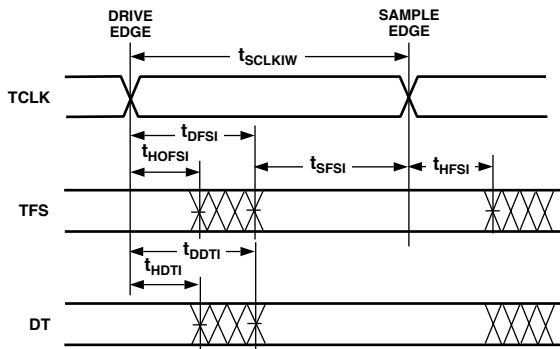 DRIVE
EDGE
SAMPLE
EDGE
tSCLKIW
TCLK
tDFSI
tHOFSI
tSFSI
tHFSI
TFS
tDDTI
tHDTI
DT